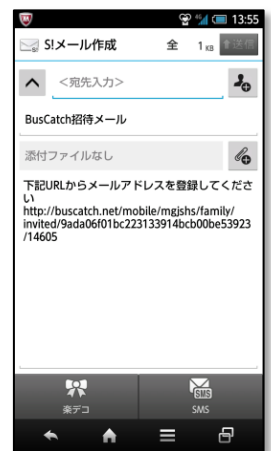 4G 13:55
S!メール作成 全 1 KB 送信
<宛先入力>
BusCatch招待メール
添付ファイルなし
下記URLからメールアドレスを登録してくださ
い
http://buscatch.net/mobile/mgjshs/family/
invited/9ada06f01bc223133914bcb00be53923
/14605
楽デコ SMS